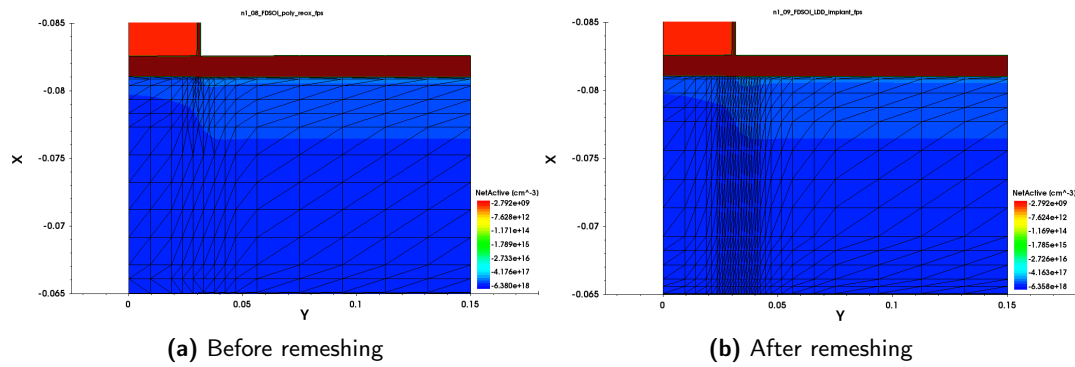 n1_08_FDSOI_poly_reox_fps
-0.085
-0.08
-0.075
-0.07
-0.065
X
0
0.05
0.1
0.15
Y
NetActive (cm^-3)
-2.792e+09
-7.628e+12
-1.171e+14
-1.789e+15
-2.733e+16
-4.176e+17
-6.380e+18
(a) Before remeshing
n1_09_FDSOI_LDD_implant_fps
-0.085
-0.08
-0.075
-0.07
-0.065
X
0
0.05
0.1
0.15
Y
NetActive (cm^-3)
-2.792e+09
-7.624e+12
-1.169e+14
-1.785e+15
-2.726e+16
-4.163e+17
-6.358e+18
(b) After remeshing